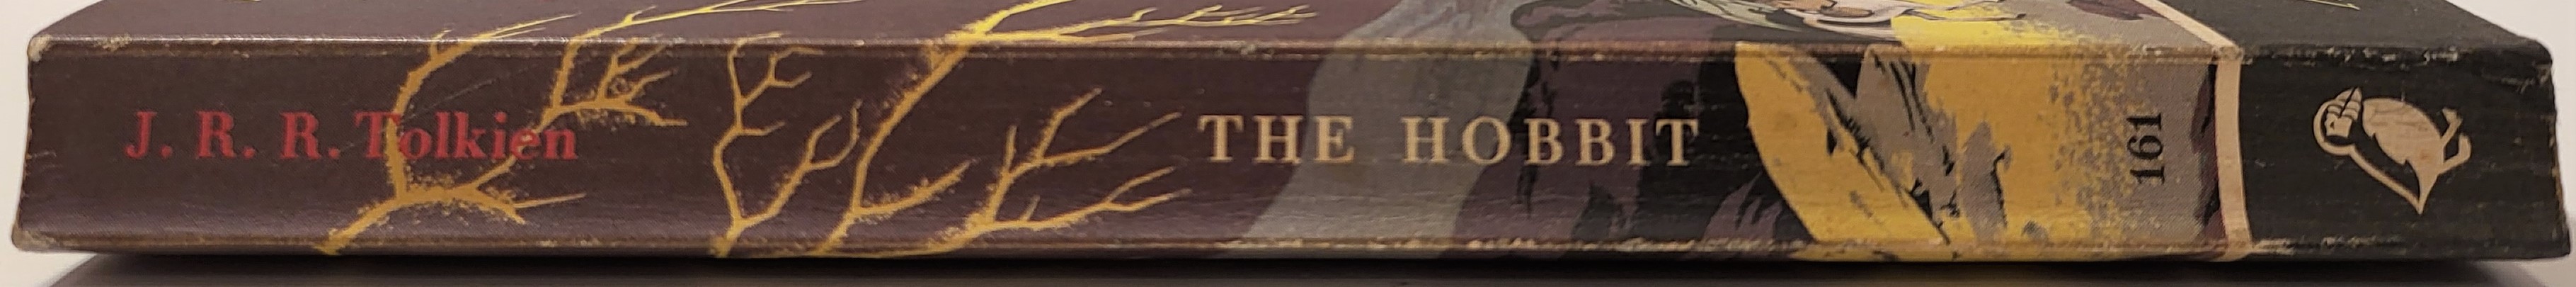 J. R. R. Tolkien
THE HOBBIT
161